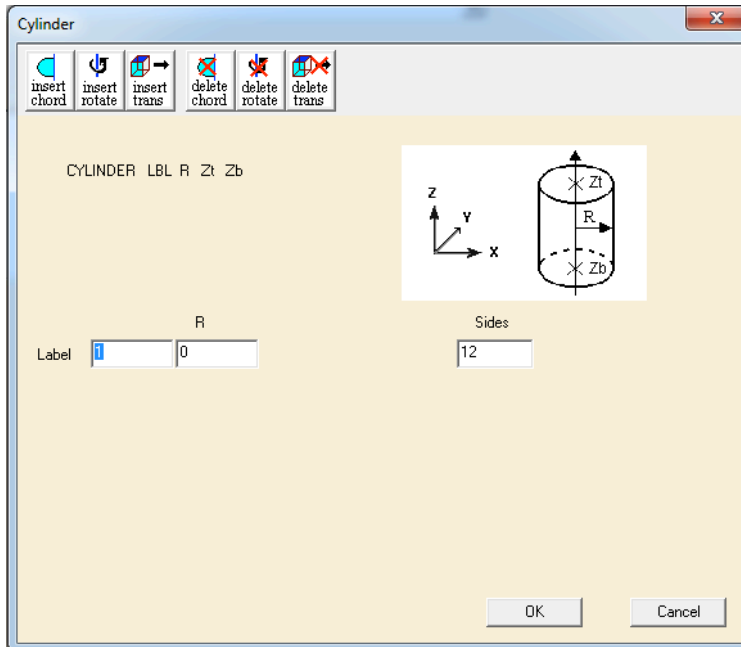 Cylinder
insert chord
insert rotate
insert trans
delete chord
delete rotate
delete trans
CYLINDER LBL R Zt Zb
Z
Y
X
Zt
R
Zb
R
Sides
Label
1
0
12
OK
Cancel